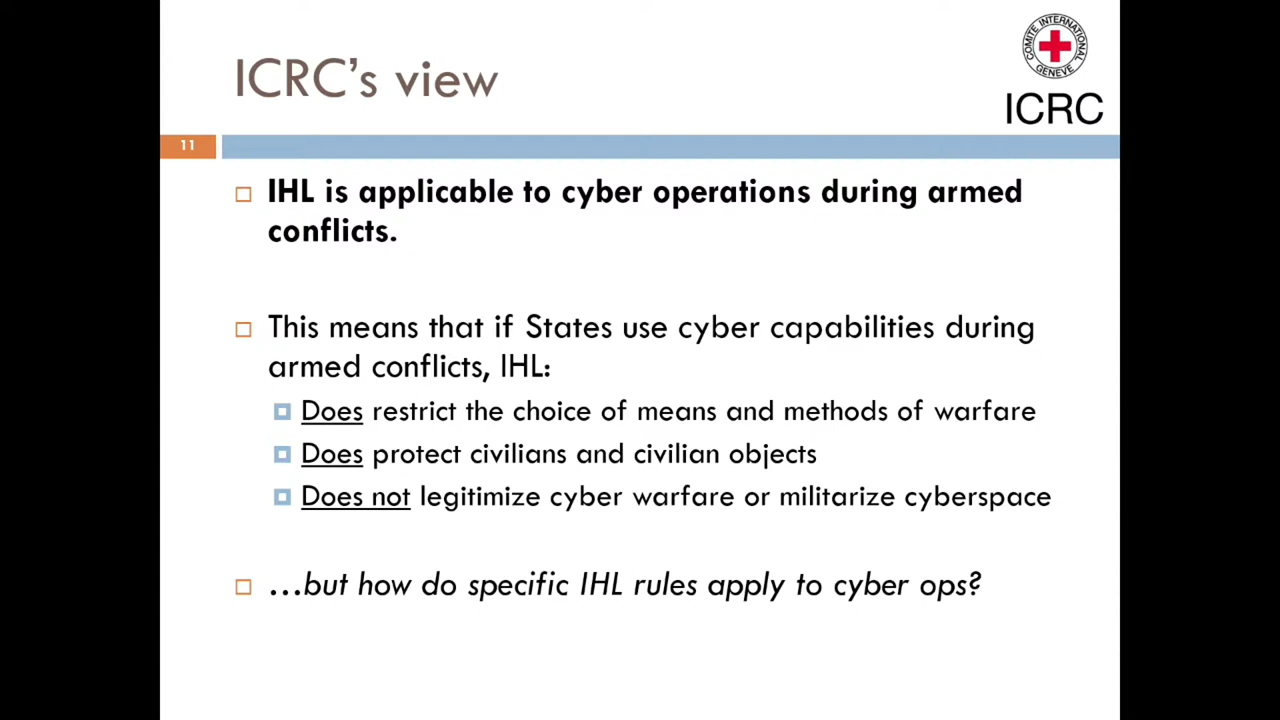 ICRC's view
COMITE INTERNATIONAL
GENEVE
ICRC
11
IHL is applicable to cyber operations during armed
conflicts.
This means that if States use cyber capabilities during
armed conflicts, IHL:
Does restrict the choice of means and methods of warfare
Does protect civilians and civilian objects
Does not legitimize cyber warfare or militarize cyberspace
…but how do specific IHL rules apply to cyber ops?